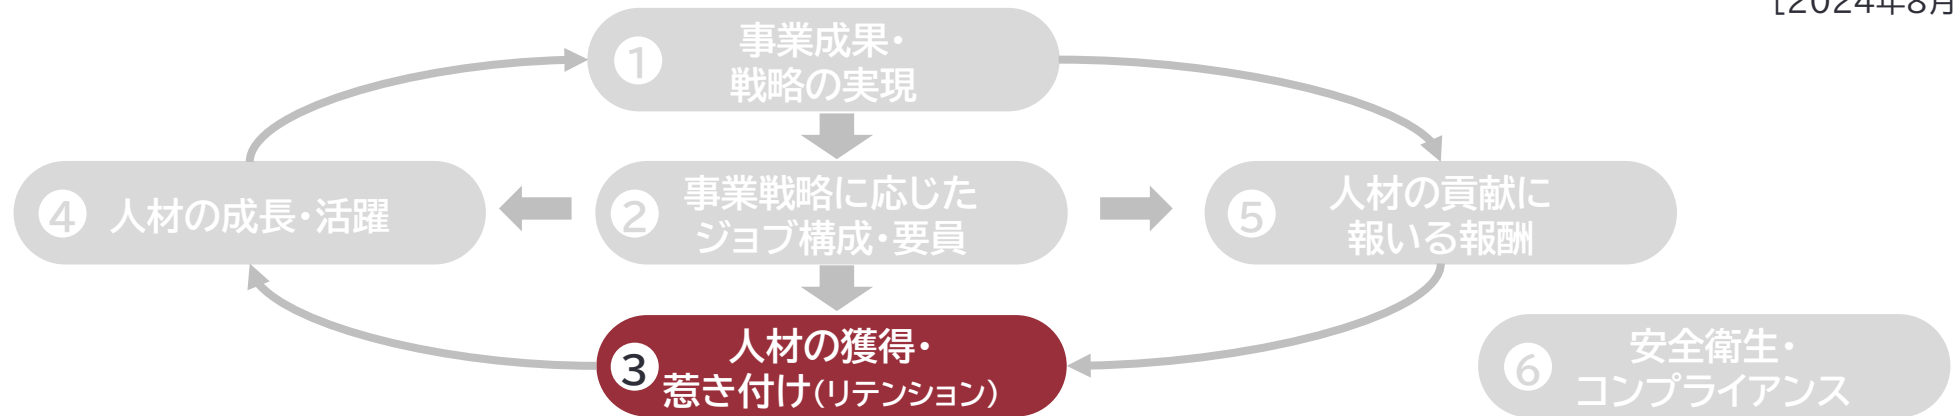 [2024年8月
1
事業成果・
戦略の実現
4
人材の成長・活躍
2
事業戦略に応じた
ジョブ構成・要員
5
人材の貢献に
報いる報酬
3
人材の獲得・
惹き付け(リテンション)
6
安全衛生・
コンプライアンス